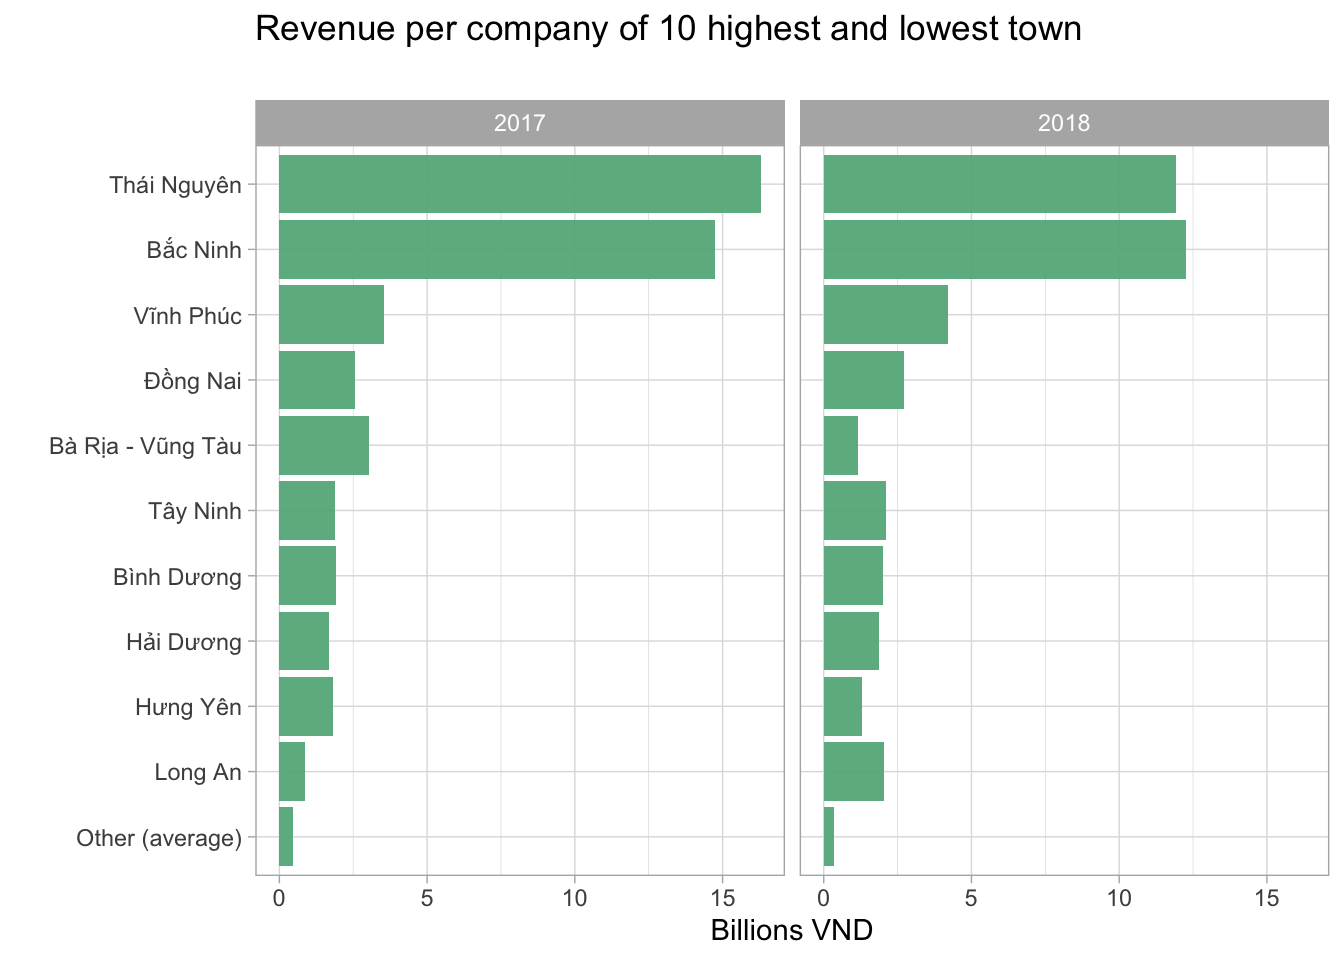 Revenue per company of 10 highest and lowest town
2017
2018
Thái Nguyên
Bắc Ninh
Vĩnh Phúc
Đồng Nai
Bà Rịa - Vũng Tàu
Tây Ninh
Bình Dương
Hải Dương
Hưng Yên
Long An
Other (average)
0 5 10 15 0 5 10 15
Billions VND